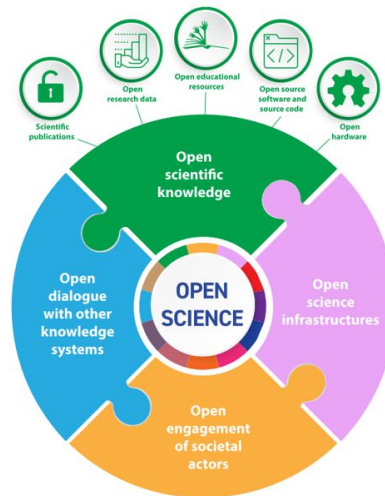 Scientific
publications
Open
research data
Open educational
resources
Open source
software and
source code
</>
Open
hardware
Open
scientific
knowledge
Open
dialogue
with other
knowledge
systems
OPEN
SCIENCE
Open
science
infrastructures
Open
engagement
of societal
actors